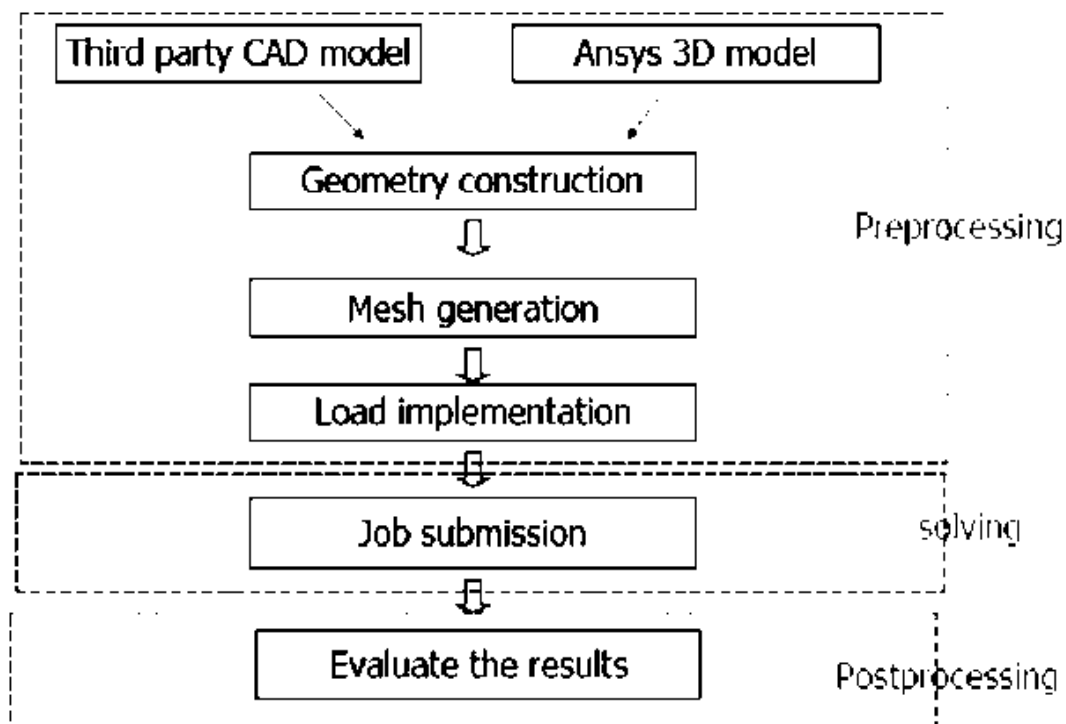 Third party CAD model
Ansys 3D model
Geometry construction
Preprocessing
Mesh generation
Load implementation
Job submission
solving
Evaluate the results
Postprocessing